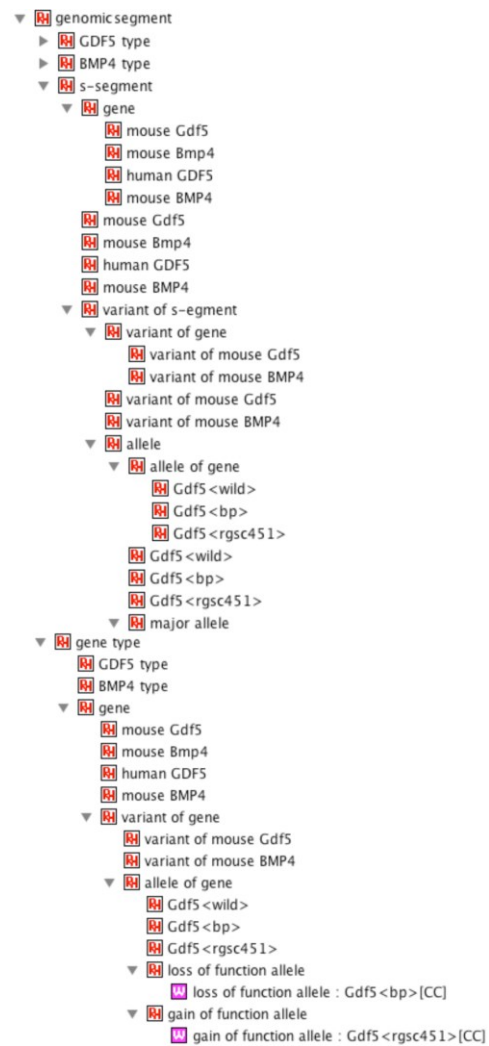 genomic segment
GDF5 type
BMP4 type
s-segment
gene
mouse Gdf5
mouse Bmp4
human GDF5
mouse BMP4
mouse Gdf5
mouse Bmp4
human GDF5
mouse BMP4
variant of s-egment
variant of gene
variant of mouse Gdf5
variant of mouse BMP4
variant of mouse Gdf5
variant of mouse BMP4
allele
allele of gene
Gdf5<wild>
Gdf5<bp>
Gdf5<rgsc451>
Gdf5<wild>
Gdf5<bp>
Gdf5<rgsc451>
major allele
gene type
GDF5 type
BMP4 type
gene
mouse Gdf5
mouse Bmp4
human GDF5
mouse BMP4
variant of gene
variant of mouse Gdf5
variant of mouse BMP4
allele of gene
Gdf5<wild>
Gdf5<bp>
Gdf5<rgsc451>
loss of function allele
loss of function allele : Gdf5<bp>[CC]
gain of function allele
gain of function allele : Gdf5<rgsc451>[CC]